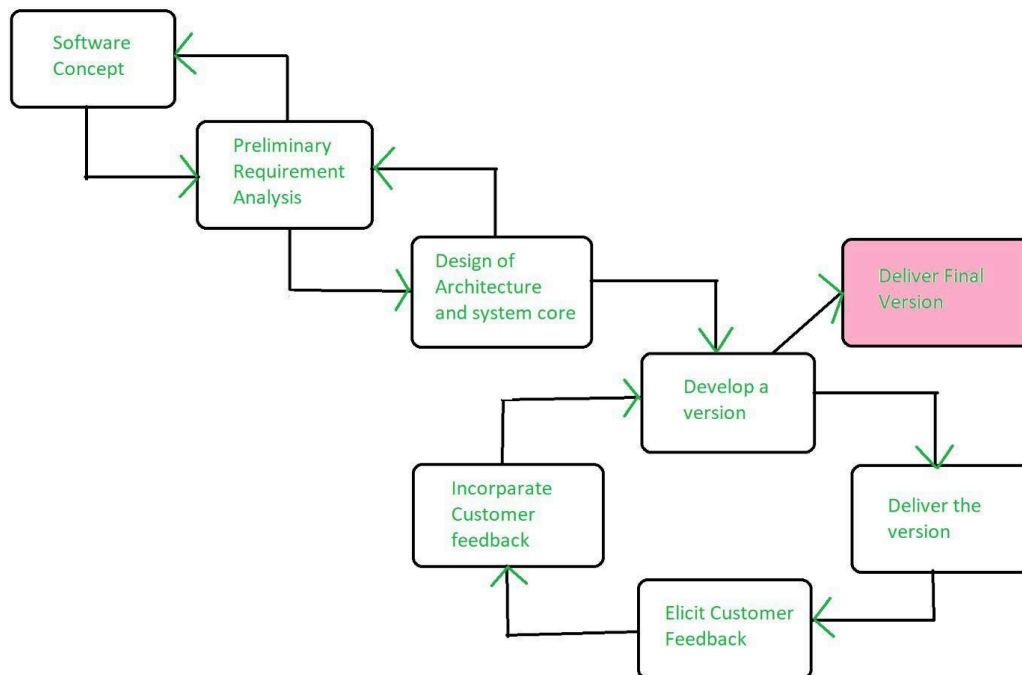 Software
Concept
Preliminary
Requirement
Analysis
Design of
Architecture
and system core
Deliver Final
Version
Develop a
version
Incorparate
Customer
feedback
Deliver the
version
Elicit Customer
Feedback